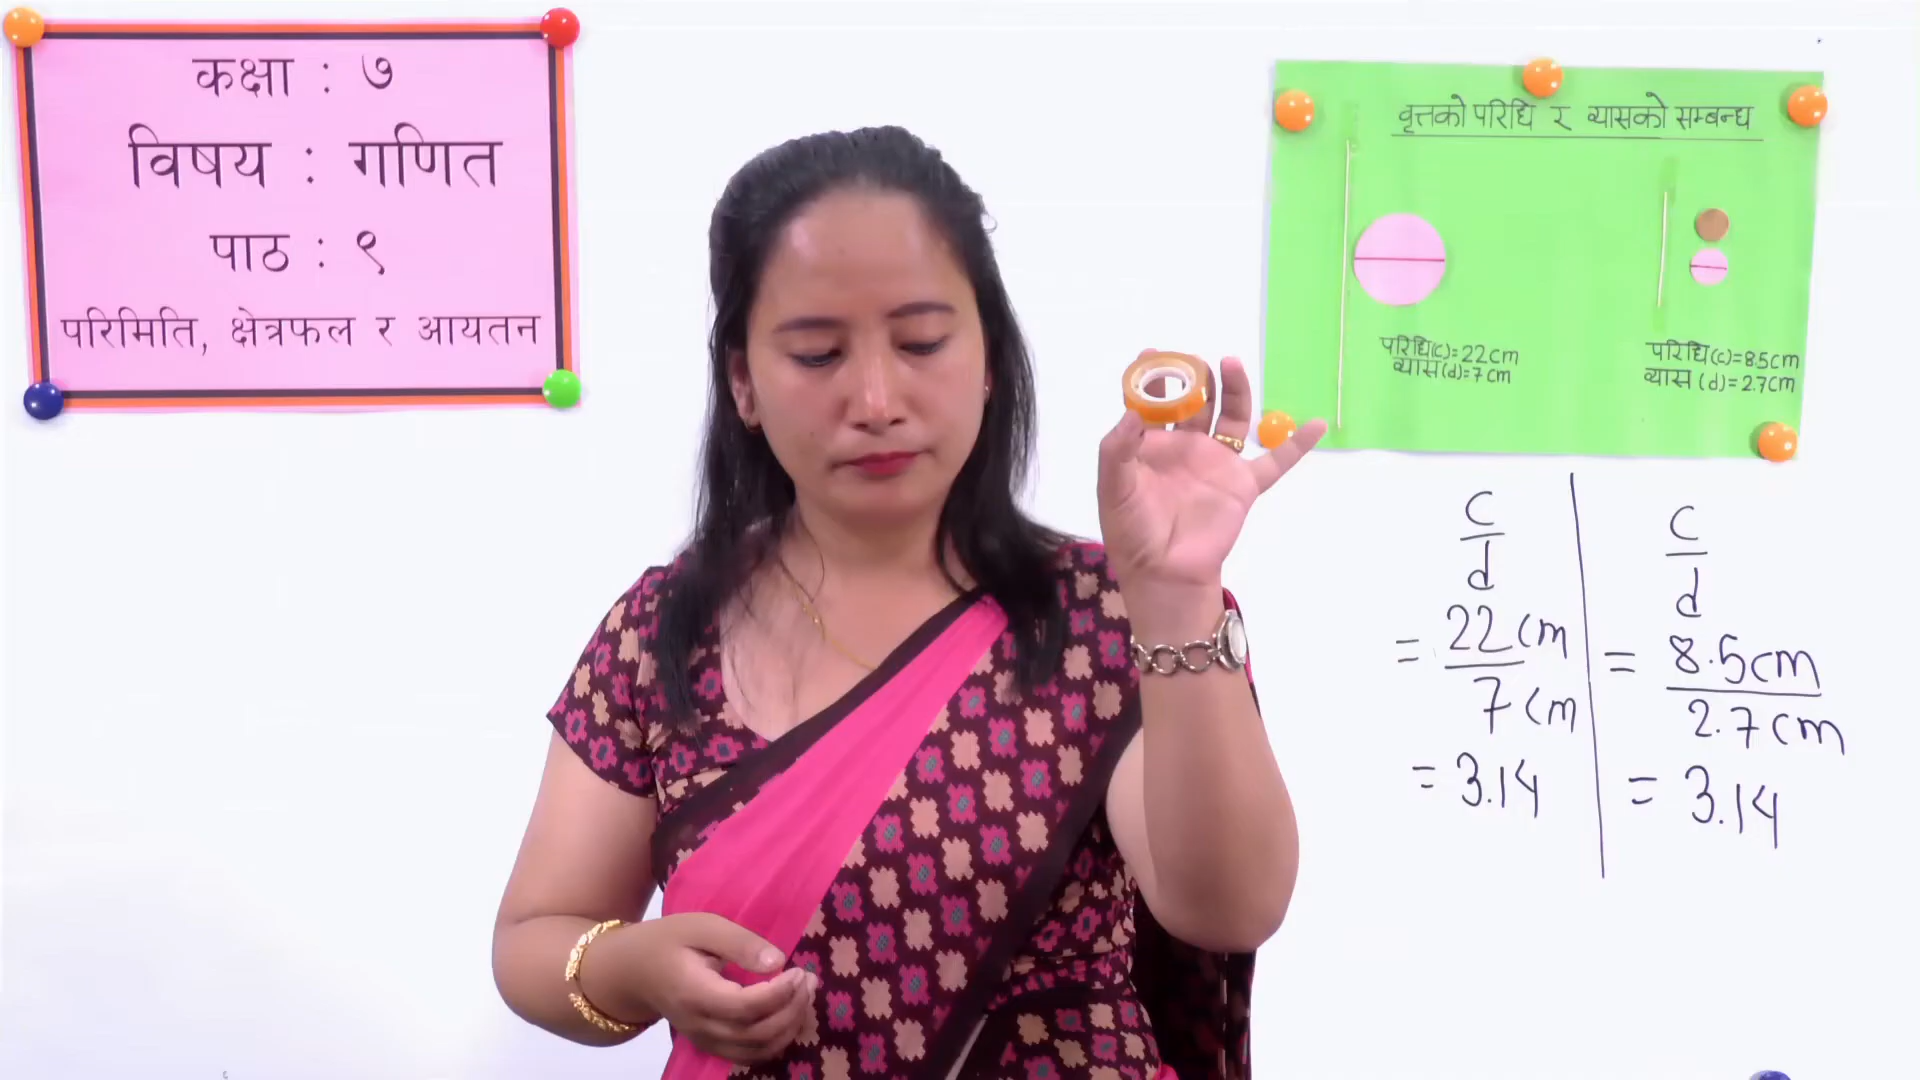 कक्षा : ७
विषय : गणित
पाठ : ९
परिमिति, क्षेत्रफल र आयतन
वृत्तको परिधि र व्यासको सम्बन्ध
परिधि(c)=22cm
व्यास(d)=7cm
परिधि(c)=8.5cm
व्यास (d)=2.7cm
C
d
= 22cm
7cm
= 3.14
C
d
= 8.5cm
2.7cm
= 3.14